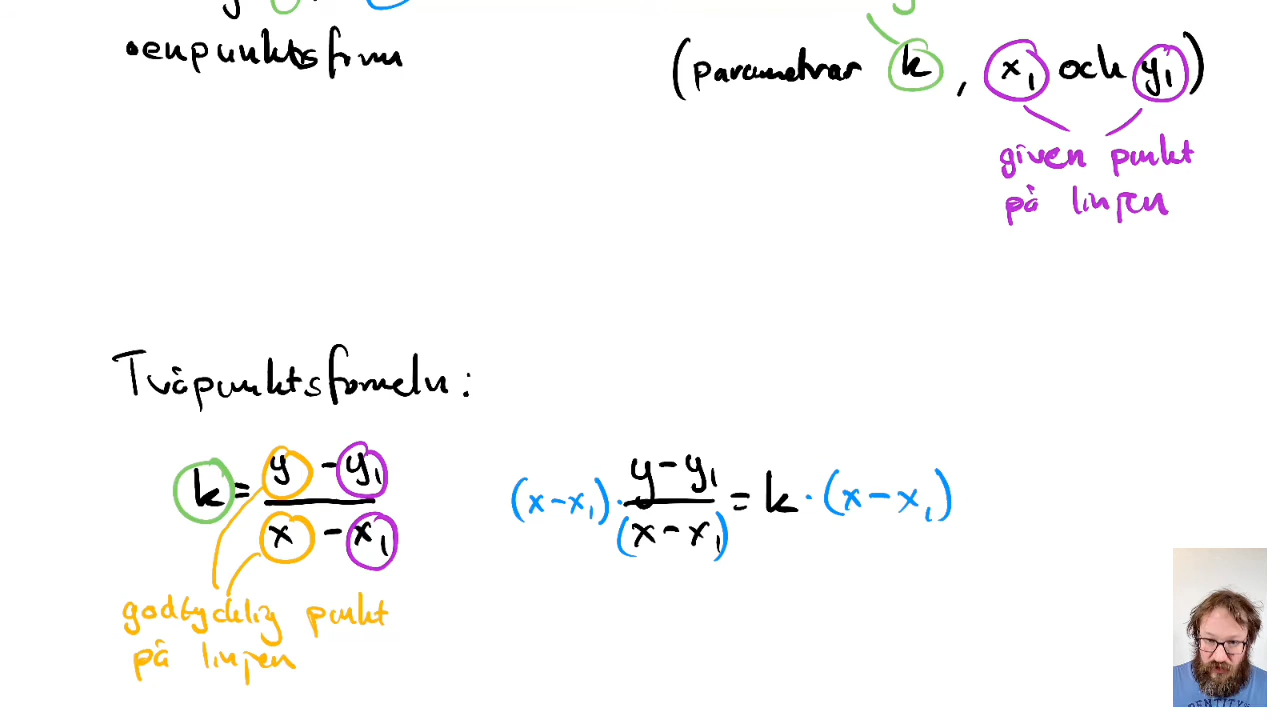 •enpunktsform
(parametrar k, x₁ och y₁)
given punkt
på linjen
Tvåpunktsformeln:
k = (y - y₁)/(x - x₁)
(x - x₁) · (y - y₁)/(x - x₁) = k · (x - x₁)
godtycklig punkt
på linjen